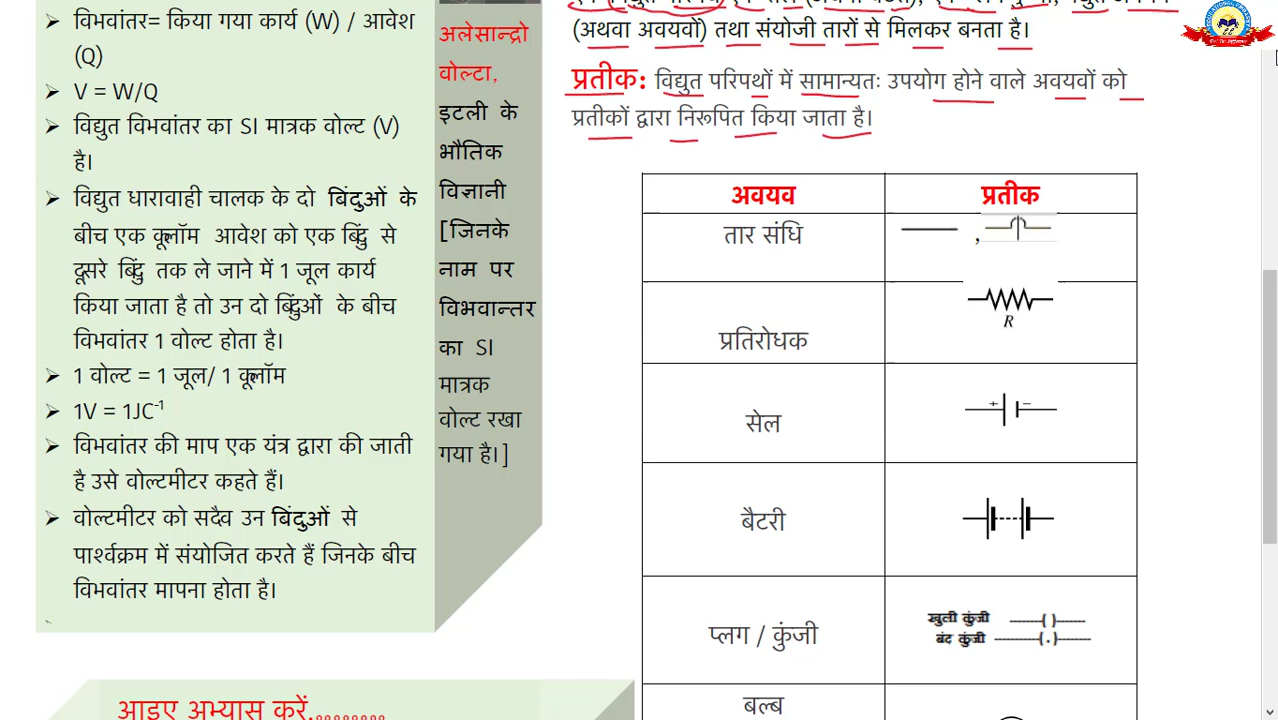 विभवांतर= किया गया कार्य (W) / आवेश
(Q)
V = W/Q
विद्युत विभवांतर का SI मात्रक वोल्ट (V)
है।
विद्युत धारावाही चालक के दो बिंदुओं के
बीच एक कूलॉम आवेश को एक बिंदु से
दूसरे बिंदु तक ले जाने में 1 जूल कार्य
किया जाता है तो उन दो बिंदुओं के बीच
विभवांतर 1 वोल्ट होता है।
1 वोल्ट = 1 जूल/ 1 कूलॉम
1V = 1JC⁻¹
विभवांतर की माप एक यंत्र द्वारा की जाती
है उसे वोल्टमीटर कहते हैं।
वोल्टमीटर को सदैव उन बिंदुओं से
पार्श्वक्रम में संयोजित करते हैं जिनके बीच
विभवांतर मापना होता है।
अलेसान्द्रो
वोल्टा,
इटली के
भौतिक
विज्ञानी
[जिनके
नाम पर
विभवान्तर
का SI
मात्रक
वोल्ट रखा
गया है।]
आइए अभ्यास करें.........
(अथवा अवयवों) तथा संयोजी तारों से मिलकर बनता है।
प्रतीक: विद्युत परिपथों में सामान्यतः उपयोग होने वाले अवयवों को
प्रतीकों द्वारा निरूपित किया जाता है।
अवयव प्रतीक
तार संधि ,
प्रतिरोधक R
सेल + −
बैटरी
प्लग / कुंजी
खुली कुंजी -------( )------
बंद कुंजी ----------( . )-------
बल्ब